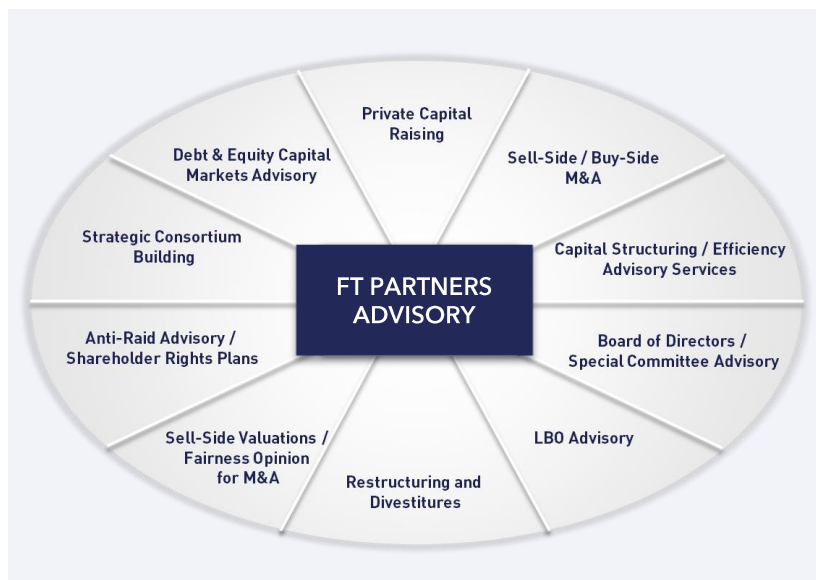 Private Capital
Raising
Debt & Equity Capital
Markets Advisory
Sell-Side / Buy-Side
M&A
Strategic Consortium
Building
Capital Structuring / Efficiency
Advisory Services
FT PARTNERS
ADVISORY
Anti-Raid Advisory /
Shareholder Rights Plans
Board of Directors /
Special Committee Advisory
Sell-Side Valuations /
Fairness Opinion
for M&A
LBO Advisory
Restructuring and
Divestitures